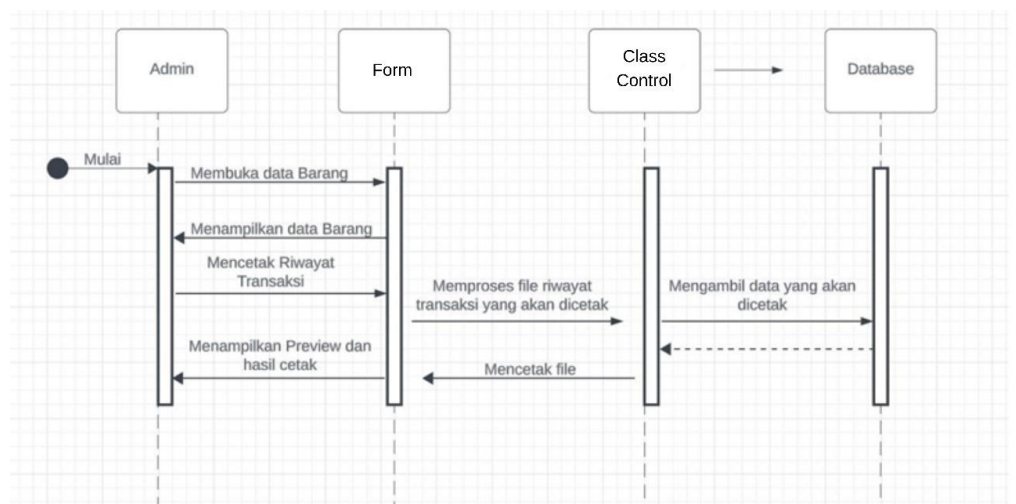 Admin
Form
Class
Control
Database
Mulai
Membuka data Barang
Menampilkan data Barang
Mencetak Riwayat
Transaksi
Memproses file riwayat
transaksi yang akan dicetak
Mengambil data yang akan
dicetak
Menampilkan Preview dan
hasil cetak
Mencetak file